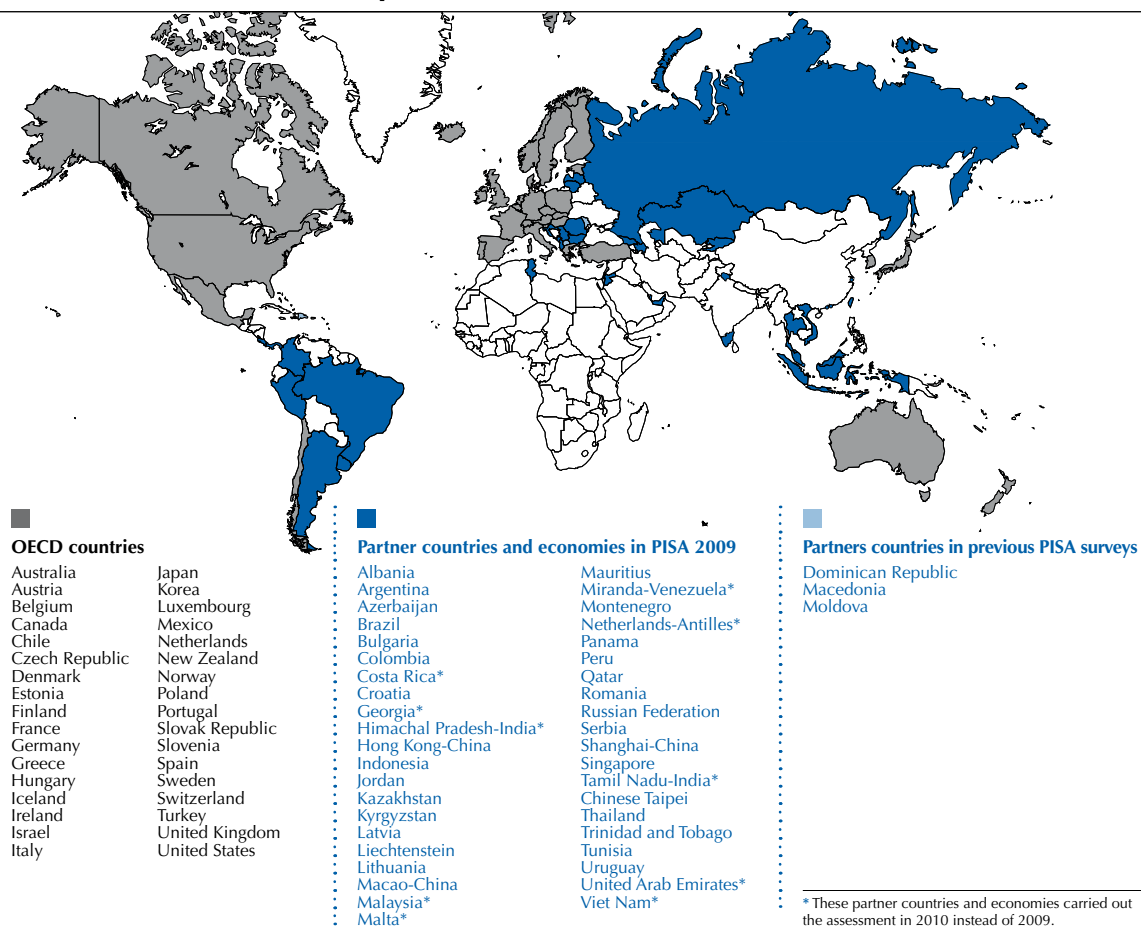 OECD countries
Australia
Austria
Belgium
Canada
Chile
Czech Republic
Denmark
Estonia
Finland
France
Germany
Greece
Hungary
Iceland
Ireland
Israel
Italy
Japan
Korea
Luxembourg
Mexico
Netherlands
New Zealand
Norway
Poland
Portugal
Slovak Republic
Slovenia
Spain
Sweden
Switzerland
Turkey
United Kingdom
United States
Partner countries and economies in PISA 2009
Albania
Argentina
Azerbaijan
Brazil
Bulgaria
Colombia
Costa Rica*
Croatia
Georgia*
Himachal Pradesh-India*
Hong Kong-China
Indonesia
Jordan
Kazakhstan
Kyrgyzstan
Latvia
Liechtenstein
Lithuania
Macao-China
Malaysia*
Malta*
Mauritius
Miranda-Venezuela*
Montenegro
Netherlands-Antilles*
Panama
Peru
Qatar
Romania
Russian Federation
Serbia
Shanghai-China
Singapore
Tamil Nadu-India*
Chinese Taipei
Thailand
Trinidad and Tobago
Tunisia
Uruguay
United Arab Emirates*
Viet Nam*
Partners countries in previous PISA surveys
Dominican Republic
Macedonia
Moldova
* These partner countries and economies carried out
the assessment in 2010 instead of 2009.